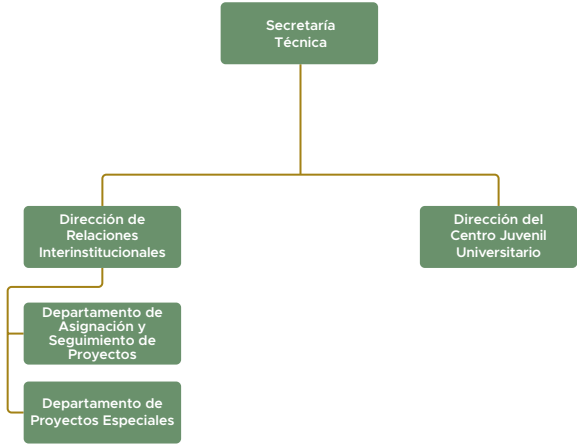 Secretaría
Técnica
Dirección de
Relaciones
Interinstitucionales
Dirección del
Centro Juvenil
Universitario
Departamento de
Asignación y
Seguimiento de
Proyectos
Departamento de
Proyectos Especiales